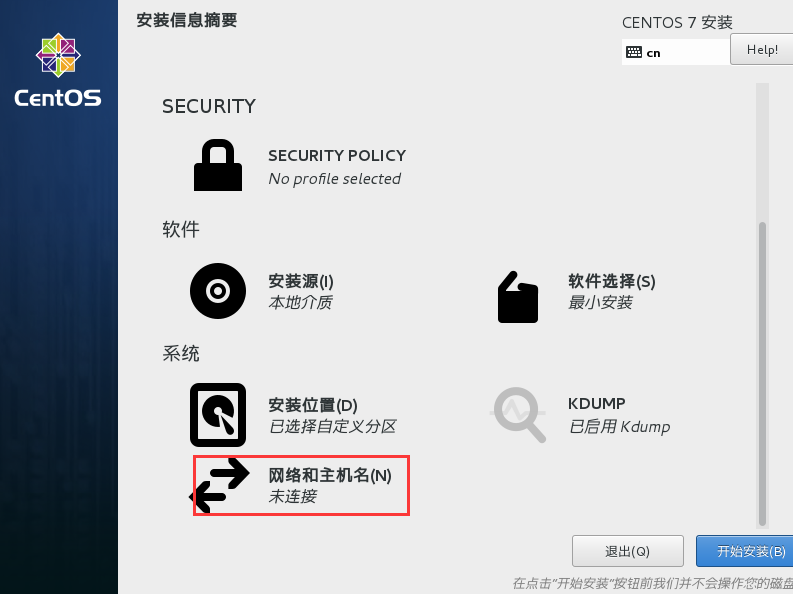 安装信息摘要
CENTOS 7 安装
cn
Help!
CentOS
SECURITY
SECURITY POLICY
No profile selected
软件
安装源(I)
本地介质
软件选择(S)
最小安装
系统
安装位置(D)
已选择自定义分区
KDUMP
已启用 Kdump
网络和主机名(N)
未连接
退出(Q)
开始安装(B)
在点击"开始安装"按钮前我们并不会操作您的磁盘